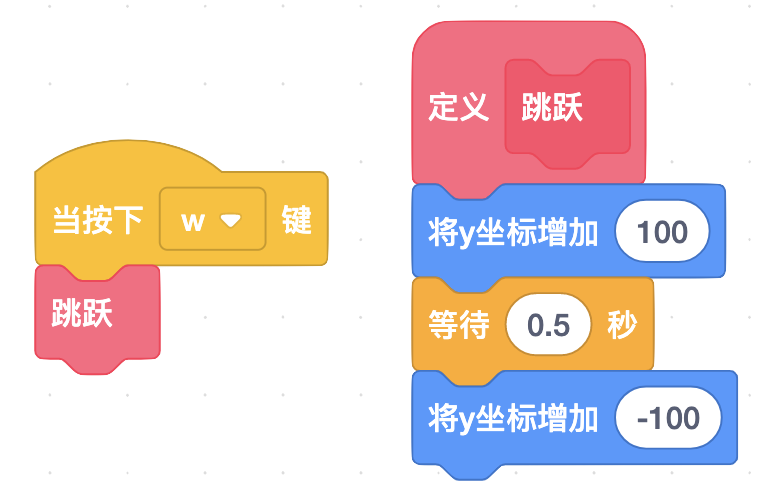 当按下 w 键
跳跃
定义 跳跃
将y坐标增加 100
等待 0.5 秒
将y坐标增加 -100